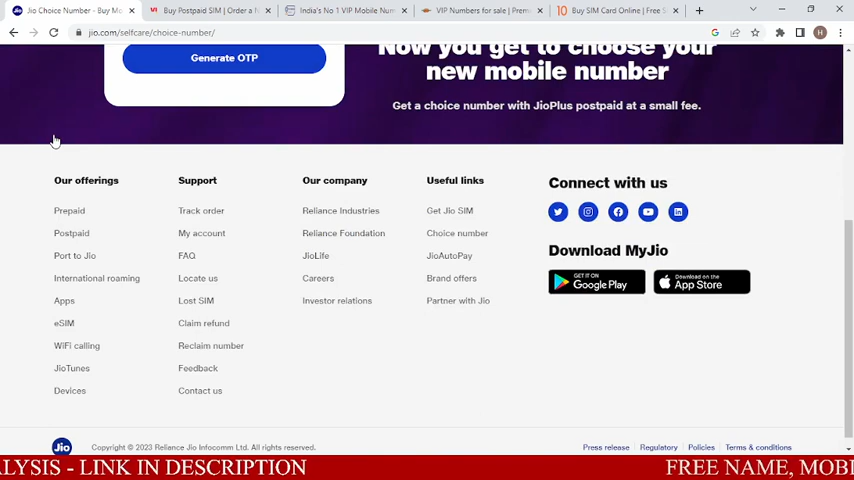 Jio Choice Number - Buy Mo
Buy Postpaid SIM | Order a N
India's No 1 VIP Mobile Num
VIP Numbers for sale | Prem
10 Buy SIM Card Online | Free S
jio.com/selfcare/choice-number/
H
Generate OTP
Now you get to choose your
new mobile number
Get a choice number with JioPlus postpaid at a small fee.
Our offerings
Prepaid
Postpaid
Port to Jio
International roaming
Apps
eSIM
WiFi calling
JioTunes
Devices
Support
Track order
My account
FAQ
Locate us
Lost SIM
Claim refund
Reclaim number
Feedback
Contact us
Our company
Reliance Industries
Reliance Foundation
JioLife
Careers
Investor relations
Useful links
Get Jio SIM
Choice number
JioAutoPay
Brand offers
Partner with Jio
Connect with us
Download MyJio
GET IT ON
Google Play
Download on the
App Store
Jio
Copyright © 2023 Reliance Jio Infocomm Ltd. All rights reserved.
Press release
Regulatory
Policies
Terms & conditions
ALYSIS - LINK IN DESCRIPTION
FREE NAME, MOBI